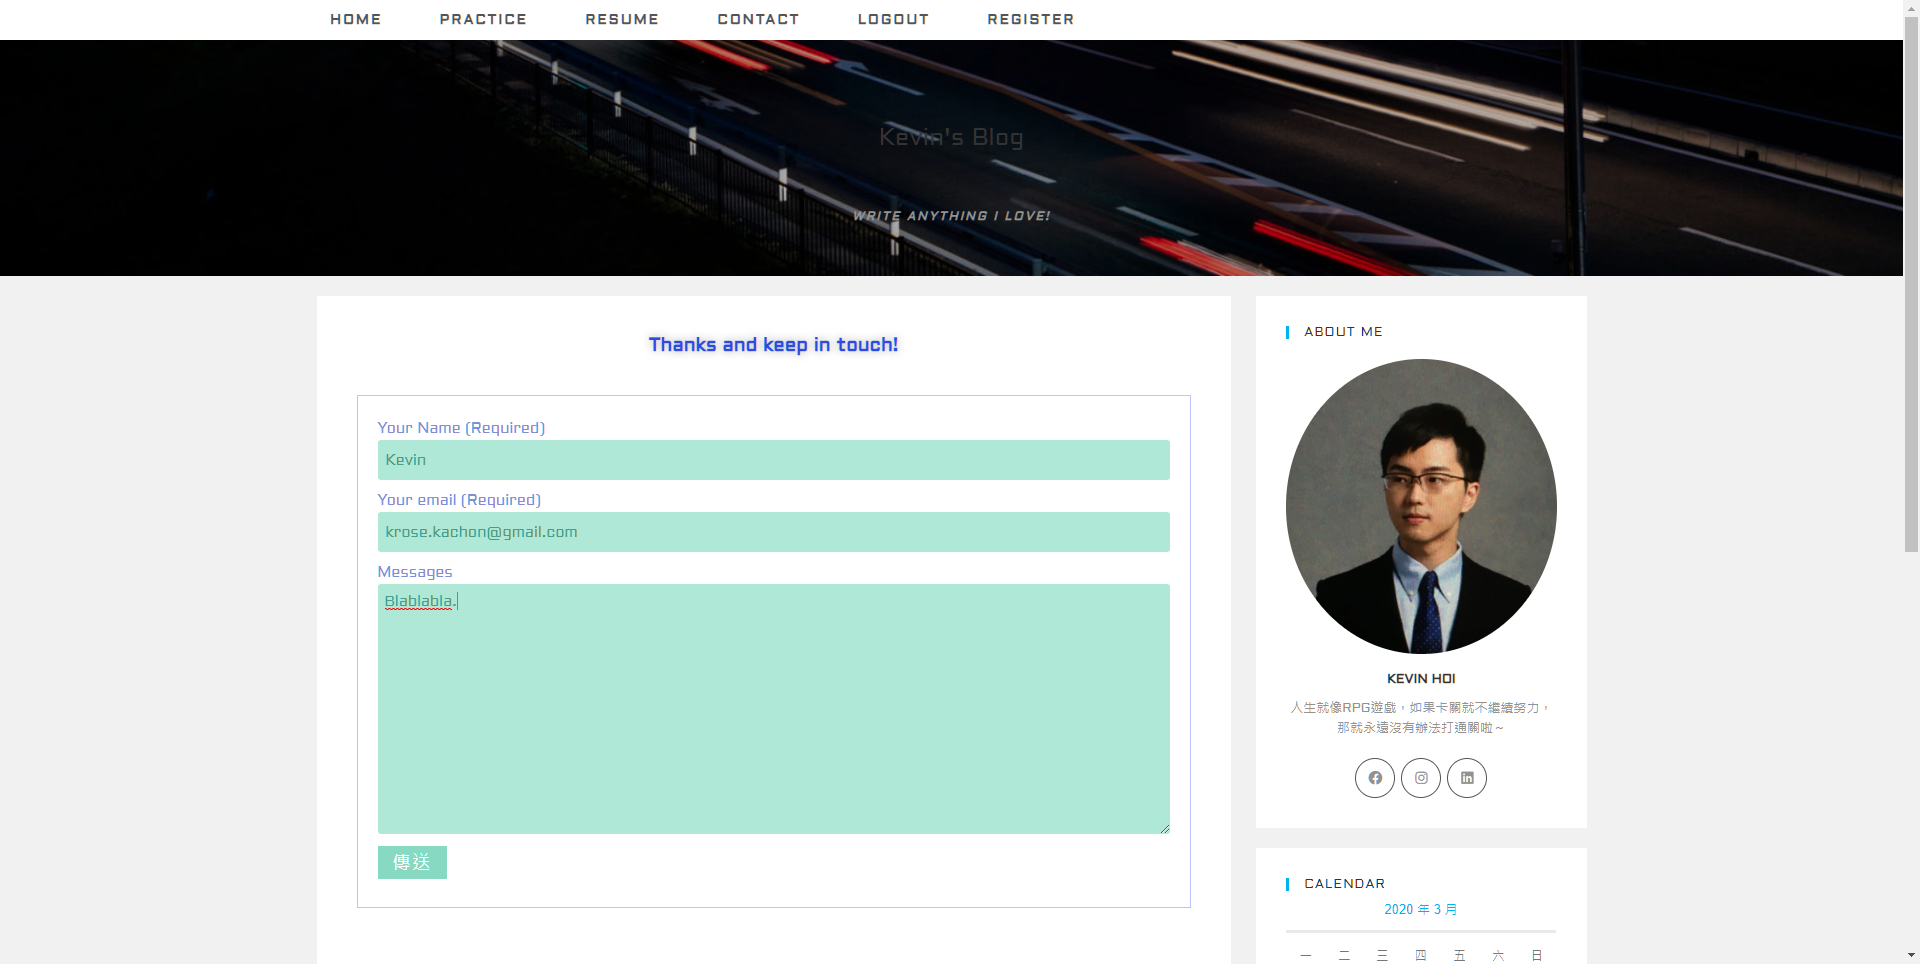 HOME PRACTICE RESUME CONTACT LOGOUT REGISTER
Kevin's Blog
WRITE ANYTHING I LOVE!
Thanks and keep in touch!
Your Name (Required)
Kevin
Your email (Required)
krose.kachon@gmail.com
Messages
Blablabla.
傳送
ABOUT ME
KEVIN HOI
人生就像RPG遊戲，如果卡關就不繼續努力，
那就永遠沒有辦法打通關啦～
CALENDAR
2020 年 3 月
一 二 三 四 五 六 日